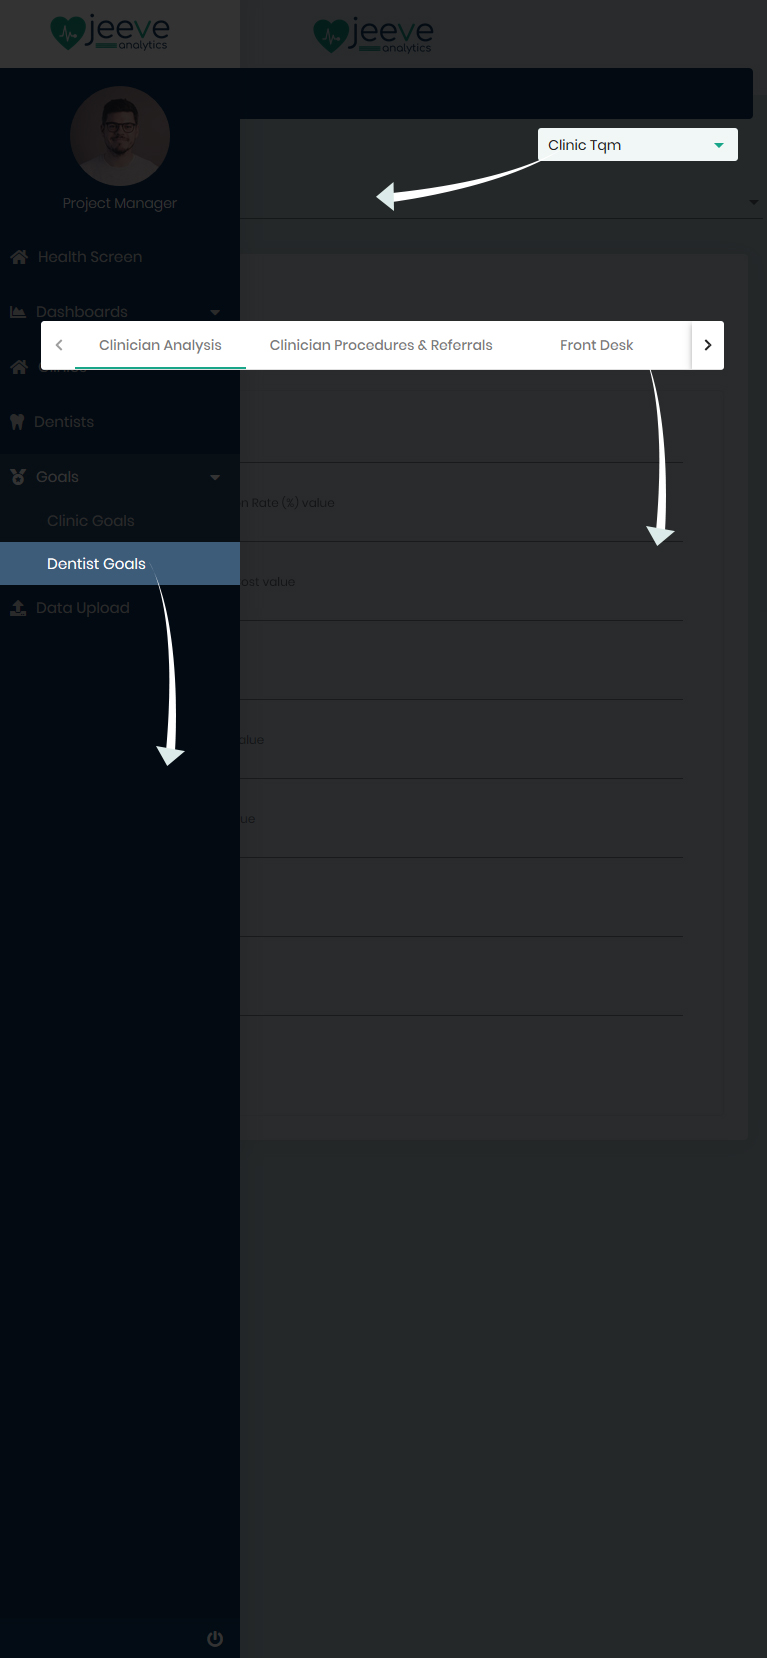 jeeve
analytics
jeeve
analytics
Clinic Tqm
Project Manager
Health Screen
Dashboards
Clinician Analysis
Clinician Procedures & Referrals
Front Desk
Dentists
Goals
n Rate (%) value
Clinic Goals
Dentist Goals
ost value
Data Upload
alue
ue